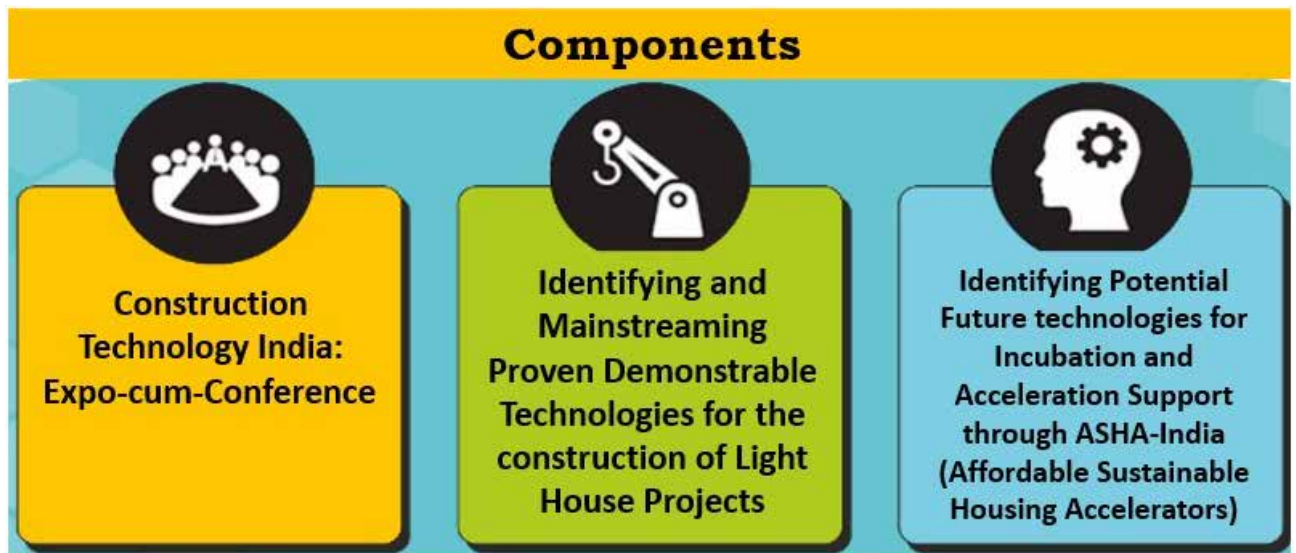 Components
Construction
Technology India:
Expo-cum-Conference
Identifying and
Mainstreaming
Proven Demonstrable
Technologies for the
construction of Light
House Projects
Identifying Potential
Future technologies for
Incubation and
Acceleration Support
through ASHA-India
(Affordable Sustainable
Housing Accelerators)